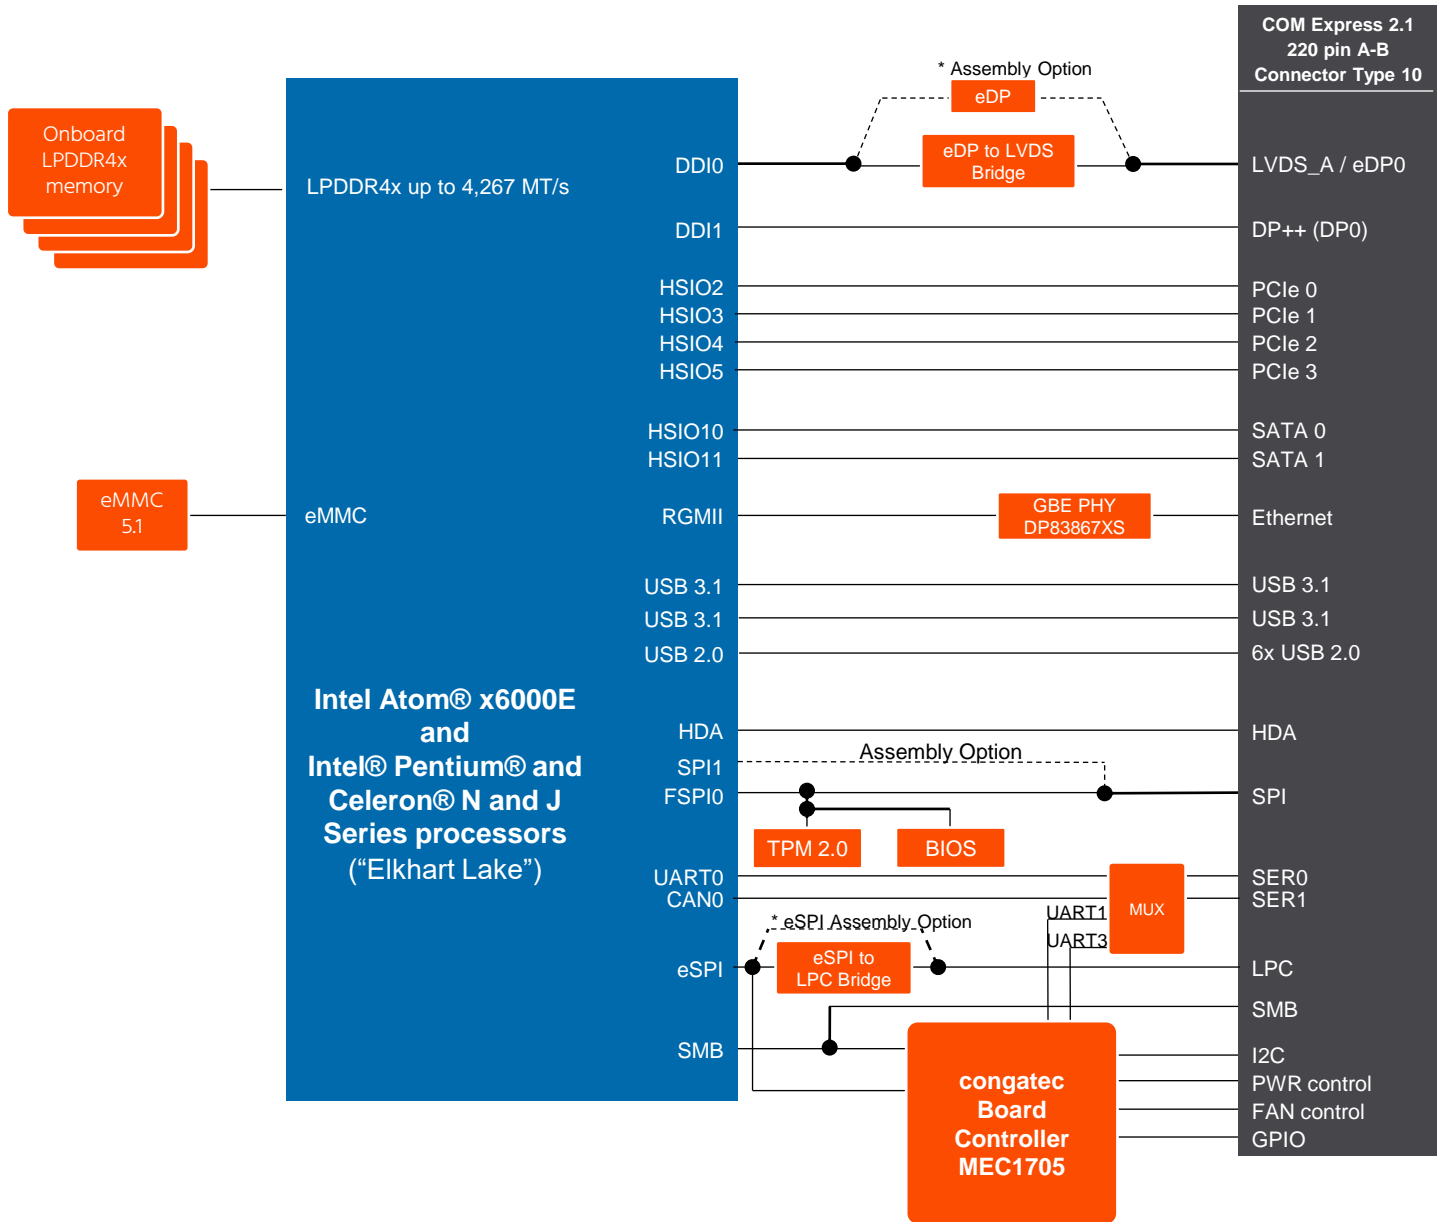 COM Express 2.1
220 pin A-B
Connector Type 10
* Assembly Option
eDP
Onboard
LPDDR4x
memory
LPDDR4x up to 4,267 MT/s
DDI0
eDP to LVDS
Bridge
LVDS_A / eDP0
DDI1
DP++ (DP0)
HSIO2
PCIe 0
HSIO3
PCIe 1
HSIO4
PCIe 2
HSIO5
PCIe 3
HSIO10
SATA 0
HSIO11
SATA 1
eMMC
5.1
eMMC
RGMII
GBE PHY
DP83867XS
Ethernet
USB 3.1
USB 3.1
USB 3.1
USB 3.1
USB 2.0
6x USB 2.0
Intel Atom® x6000E
and
Intel® Pentium® and
Celeron® N and J
Series processors
(“Elkhart Lake”)
HDA
HDA
SPI1
Assembly Option
FSPI0
SPI
TPM 2.0
BIOS
UART0
SER0
CAN0
SER1
UART1
MUX
UART3
* eSPI Assembly Option
eSPI
eSPI to
LPC Bridge
LPC
SMB
SMB
I2C
PWR control
FAN control
GPIO
congatec
Board
Controller
MEC1705